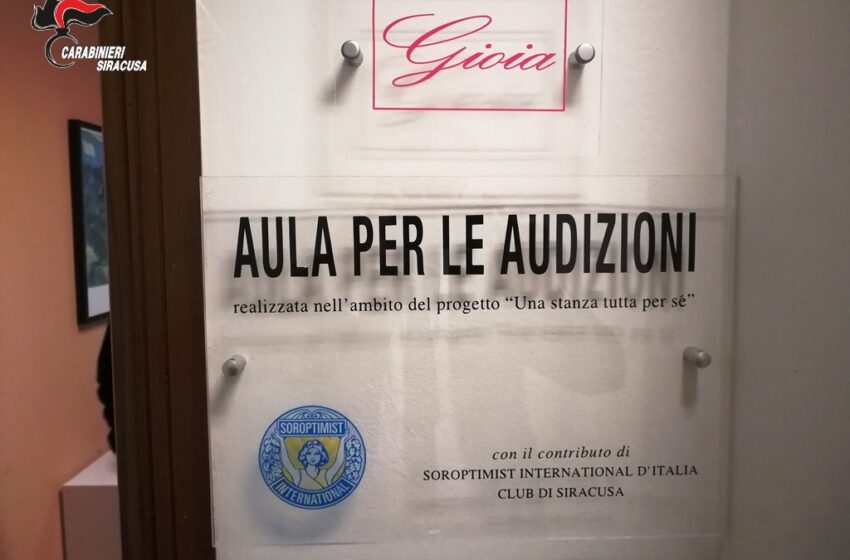 CARABINIERI
SIRACUSA
Gioia
AULA PER LE AUDIZIONI
realizzata nell'ambito del progetto “Una stanza tutta per sé”
SOROPTIMIST
INTERNATIONAL
con il contributo di
SOROPTIMIST INTERNATIONAL D'ITALIA
CLUB DI SIRACUSA